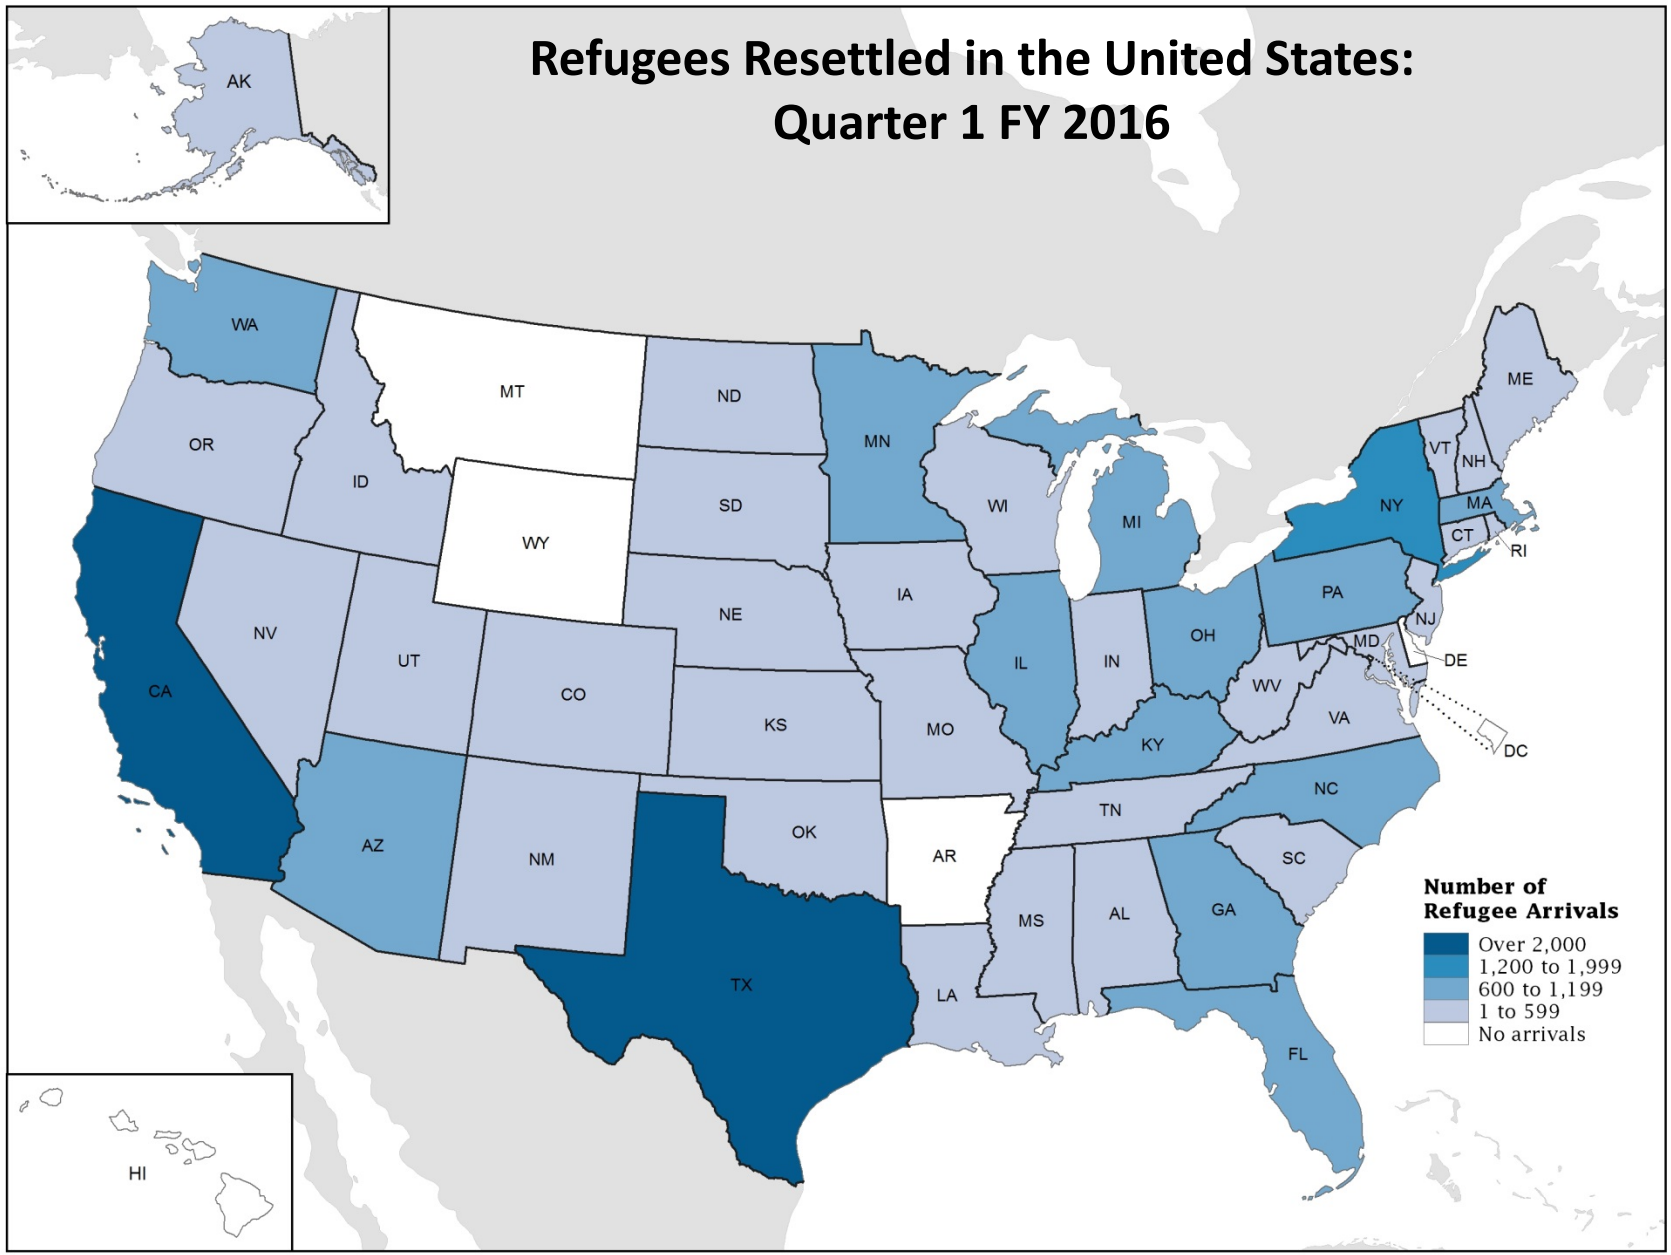 Refugees Resettled in the United States:
Quarter 1 FY 2016
AK
WA
MT
ND
MN
ME
OR
ID
SD
WI
MI
NY
VT
NH
MA
CT
RI
WY
NE
IA
PA
NJ
NV
UT
CO
KS
MO
IL
IN
OH
WV
MD
DE
VA
DC
CA
KY
AZ
NM
OK
AR
TN
NC
SC
MS
AL
GA
TX
LA
FL
HI
Number of
Refugee Arrivals
Over 2,000
1,200 to 1,999
600 to 1,199
1 to 599
No arrivals